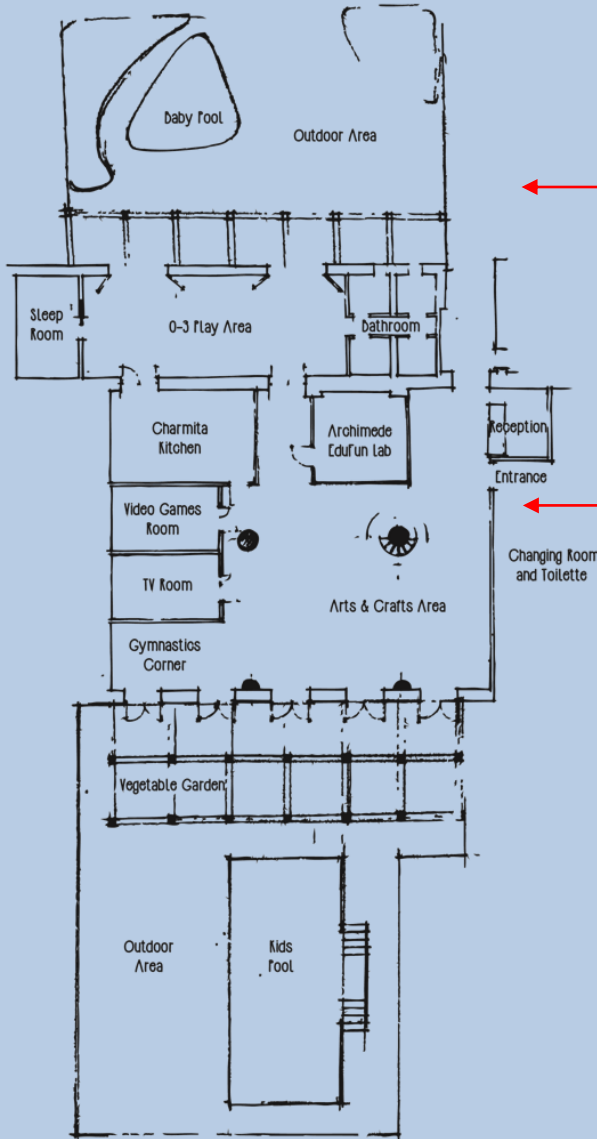 Baby Pool
Outdoor Area
Sleep
Room
0-3 Play Area
Bathroom
Charmita
Kitchen
Archimede
EduFun Lab
Reception
Entrance
Video Games
Room
Changing Room
and Toilette
TV Room
Arts & Crafts Area
Gymnastics
Corner
Vegetable Garden
Outdoor
Area
Kids
Pool